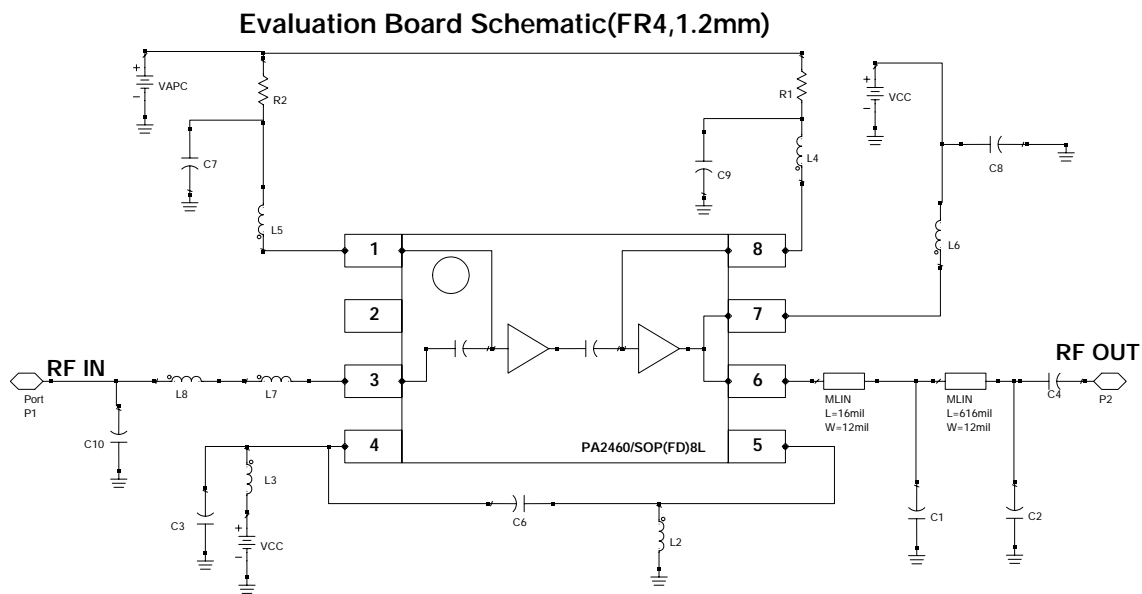 Evaluation Board Schematic(FR4,1.2mm)
+
VAPC
-
R2
R1
+
VCC
-
C7
C9
L4
C8
L5
L6
1
8
2
7
RF IN
3
6
RF OUT
Port
P1
L8
L7
MLIN
L=16mil
W=12mil
MLIN
L=616mil
W=12mil
C4
P2
C10
4
PA2460/SOP(FD)8L
5
L3
C3
+
VCC
-
C6
L2
C1
C2